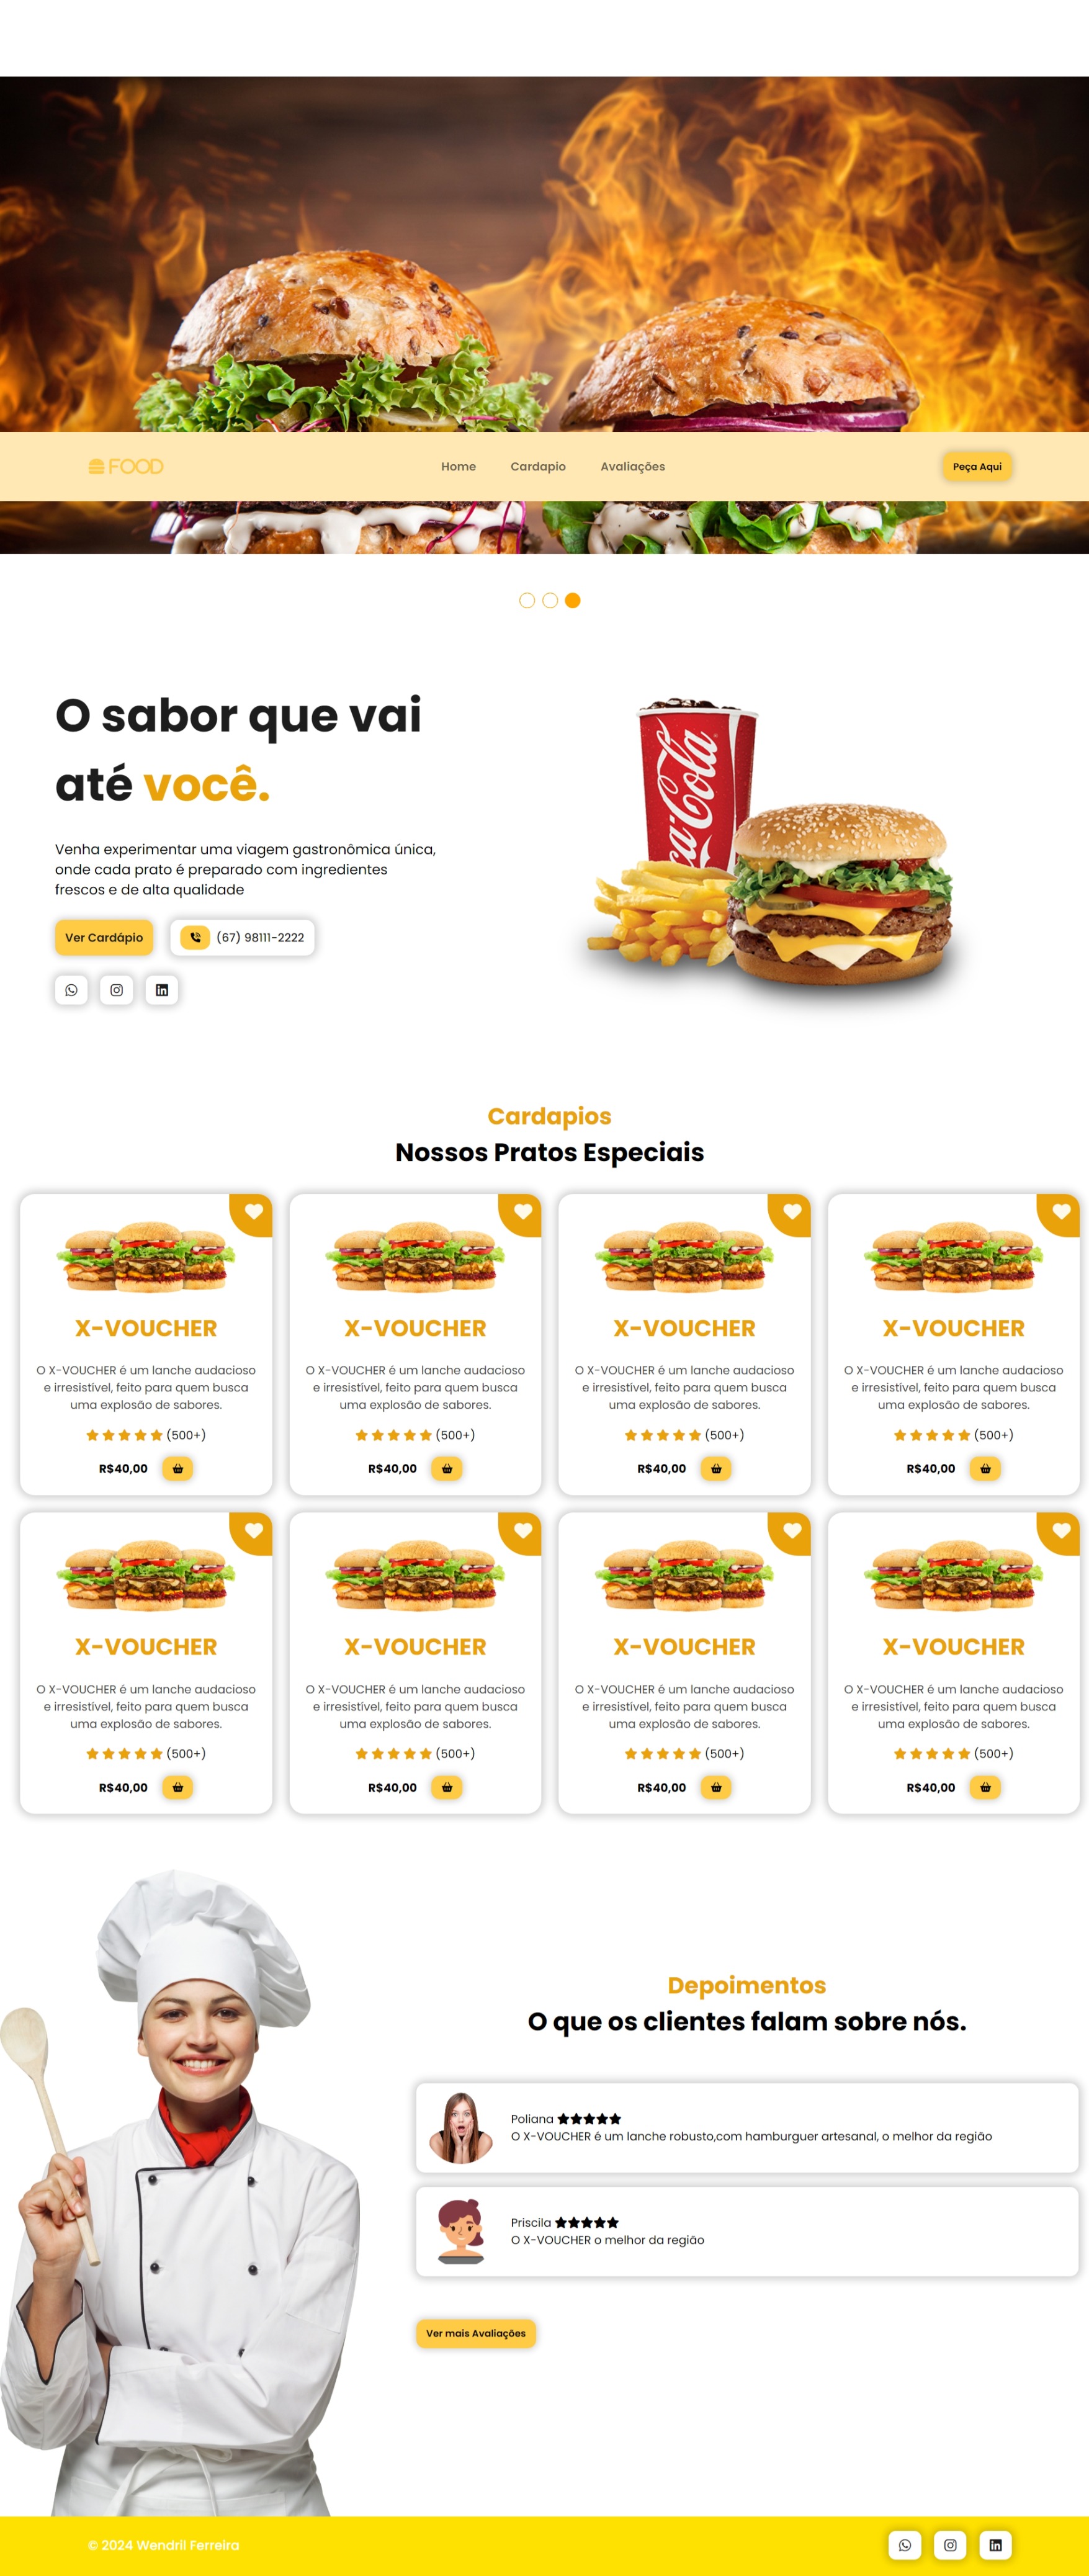 FOOD
Home
Cardapio
Avaliações
Peça Aqui
O sabor que vai
até você.
Venha experimentar uma viagem gastronômica única,
onde cada prato é preparado com ingredientes
frescos e de alta qualidade
Ver Cardápio
(67) 98111-2222
Coca-Cola
Cardapios
Nossos Pratos Especiais
X-VOUCHER
O X-VOUCHER é um lanche audacioso
e irresistível, feito para quem busca
uma explosão de sabores.
(500+)
R$40,00
X-VOUCHER
O X-VOUCHER é um lanche audacioso
e irresistível, feito para quem busca
uma explosão de sabores.
(500+)
R$40,00
X-VOUCHER
O X-VOUCHER é um lanche audacioso
e irresistível, feito para quem busca
uma explosão de sabores.
(500+)
R$40,00
X-VOUCHER
O X-VOUCHER é um lanche audacioso
e irresistível, feito para quem busca
uma explosão de sabores.
(500+)
R$40,00
X-VOUCHER
O X-VOUCHER é um lanche audacioso
e irresistível, feito para quem busca
uma explosão de sabores.
(500+)
R$40,00
X-VOUCHER
O X-VOUCHER é um lanche audacioso
e irresistível, feito para quem busca
uma explosão de sabores.
(500+)
R$40,00
X-VOUCHER
O X-VOUCHER é um lanche audacioso
e irresistível, feito para quem busca
uma explosão de sabores.
(500+)
R$40,00
X-VOUCHER
O X-VOUCHER é um lanche audacioso
e irresistível, feito para quem busca
uma explosão de sabores.
(500+)
R$40,00
Depoimentos
O que os clientes falam sobre nós.
Poliana
O X-VOUCHER é um lanche robusto,com hamburguer artesanal, o melhor da região
Priscila
O X-VOUCHER o melhor da região
Ver mais Avaliações
© 2024 Wendril Ferreira